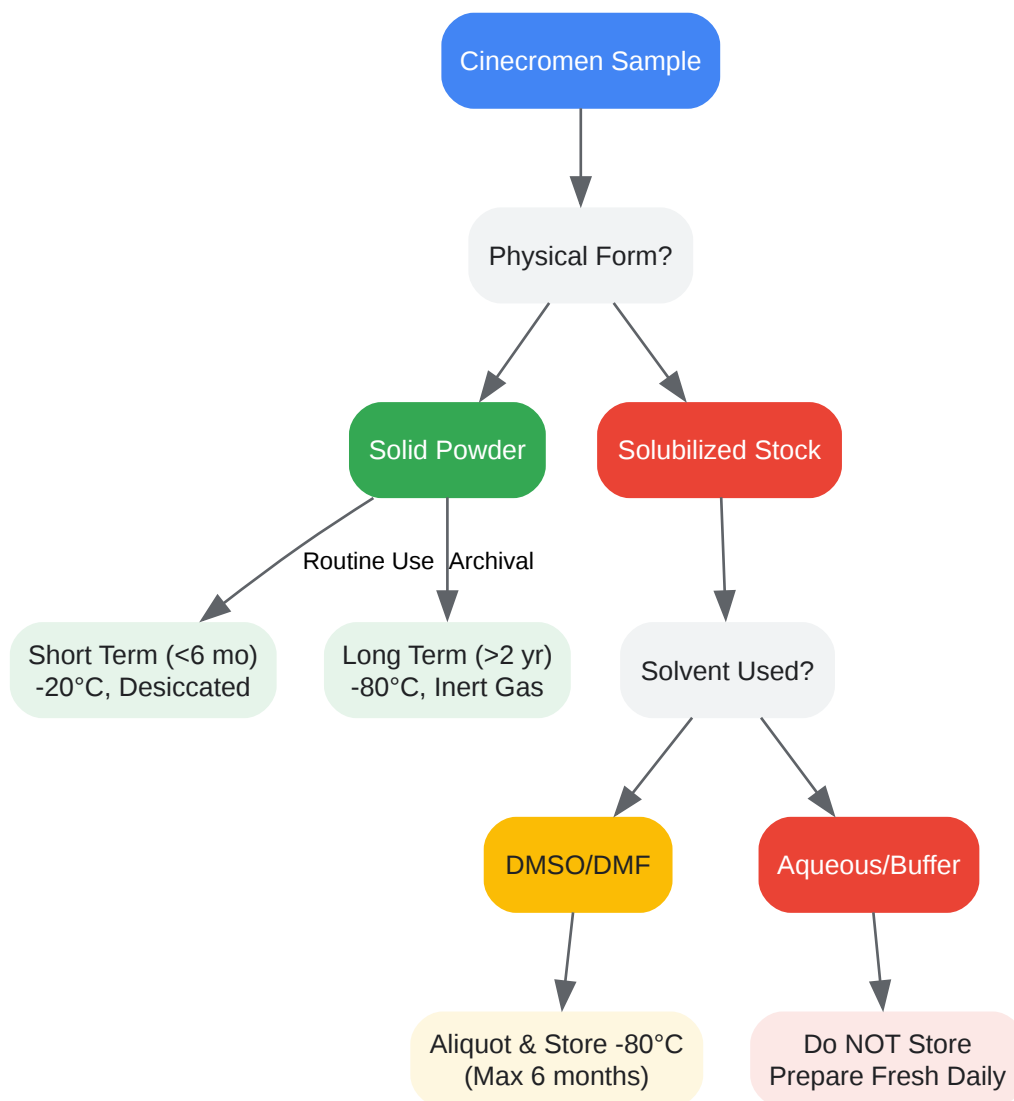 Cinecromen Sample
Physical Form?
Solid Powder
Solubilized Stock
Routine Use
Archival
Short Term (<6 mo)
-20°C, Desiccated
Long Term (>2 yr)
-80°C, Inert Gas
Solvent Used?
DMSO/DMF
Aqueous/Buffer
Aliquot & Store -80°C
(Max 6 months)
Do NOT Store
Prepare Fresh Daily